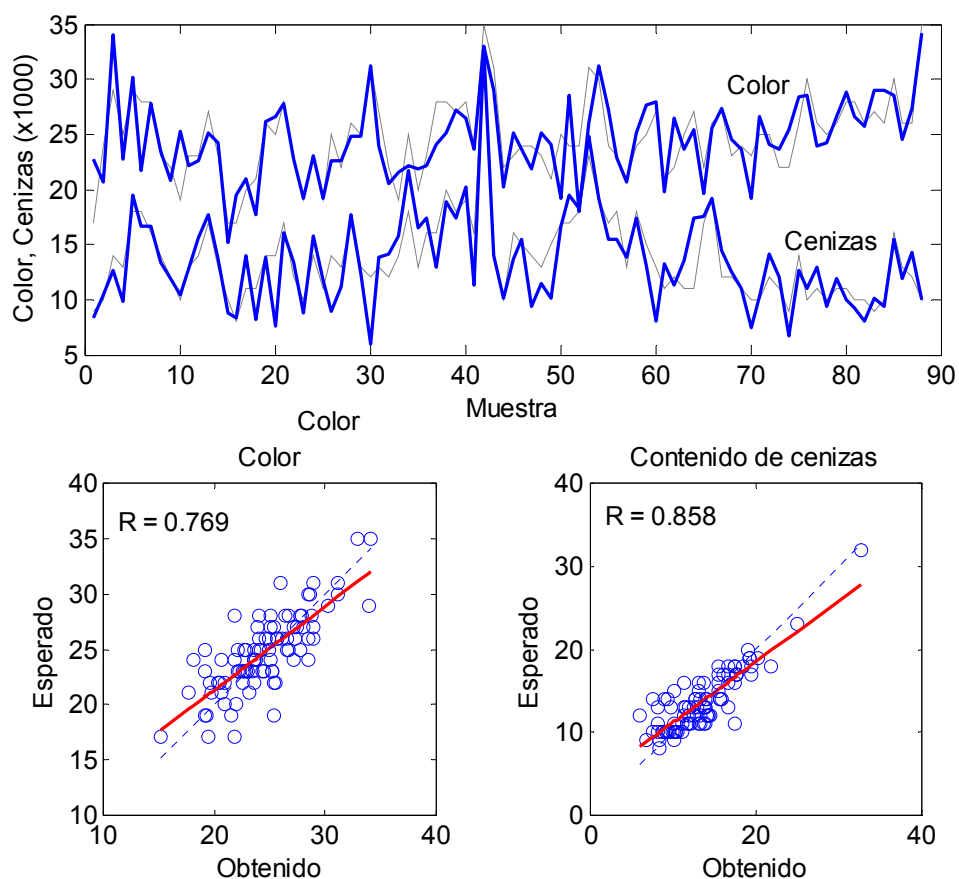 Color, Cenizas (x1000)
35
30
25
20
15
10
5
Color
Cenizas
0 10 20 30 40 50 60 70 80 90
Muestra
Color
Color
R = 0.769
Esperado
40
35
30
25
20
15
10
10 20 30 40
Obtenido
Contenido de cenizas
R = 0.858
Esperado
40
30
20
10
0
0 20 40
Obtenido